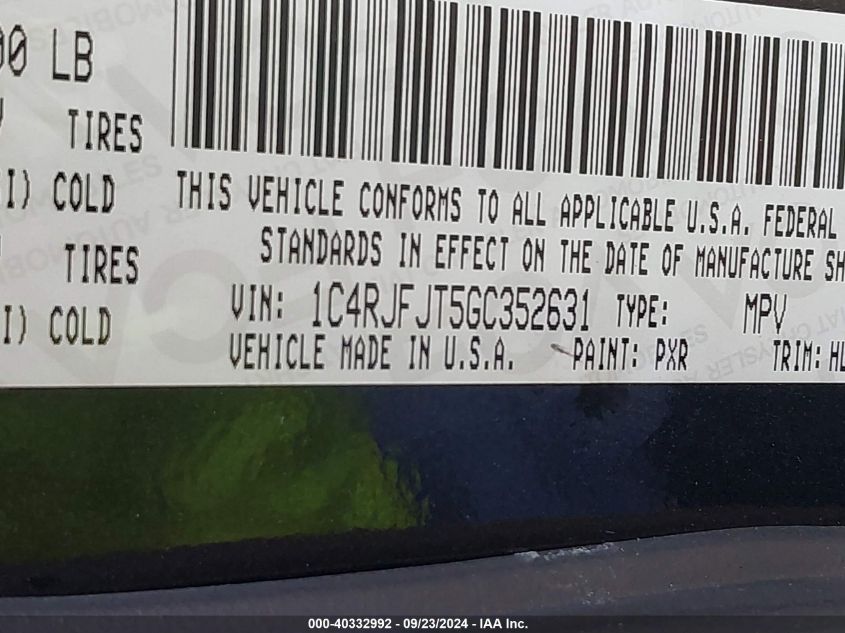 00 LB
TIRES
I) COLD
TIRES
I) COLD
THIS VEHICLE CONFORMS TO ALL APPLICABLE U.S.A. FEDERAL
STANDARDS IN EFFECT ON THE DATE OF MANUFACTURE SH
VIN: 1C4RJFJT5GC352631 TYPE: MPV
VEHICLE MADE IN U.S.A. PAINT: PXR TRIM: HL
000-40332992 - 09/23/2024 - IAA Inc.